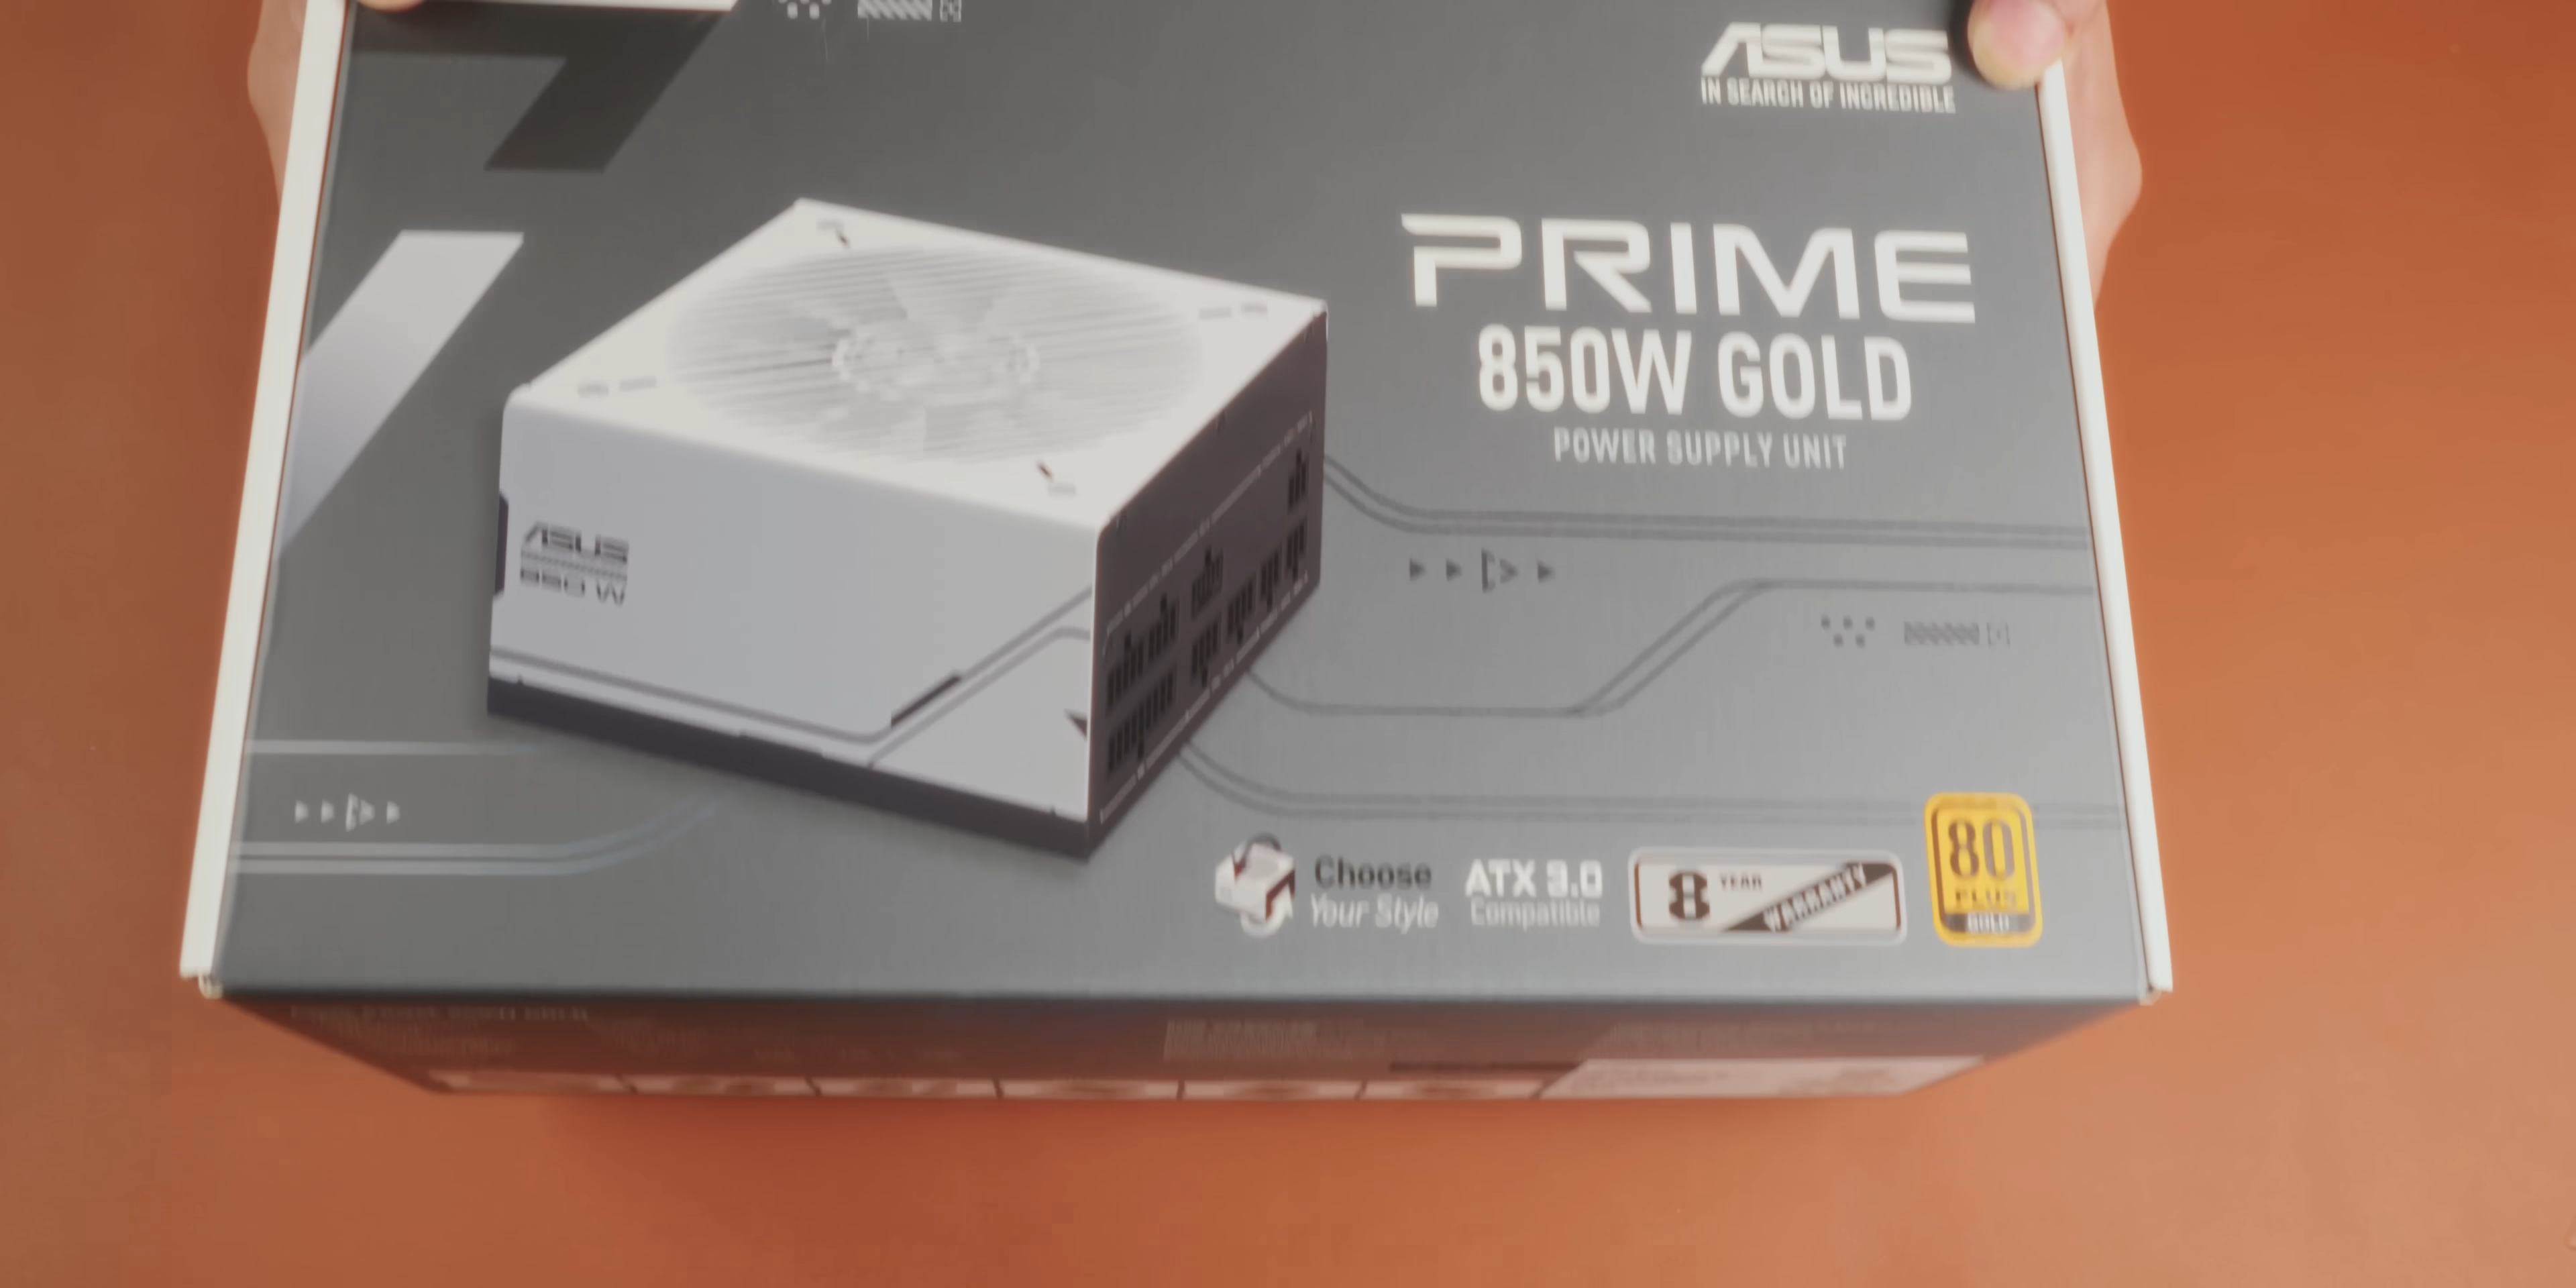 ASUS
IN SEARCH OF INCREDIBLE
PRIME
850W GOLD
POWER SUPPLY UNIT
ASUS
850 W
Choose
Your Style
ATX 3.0
Compatible
8 YEAR
WARRANTY
80
PLUS
GOLD